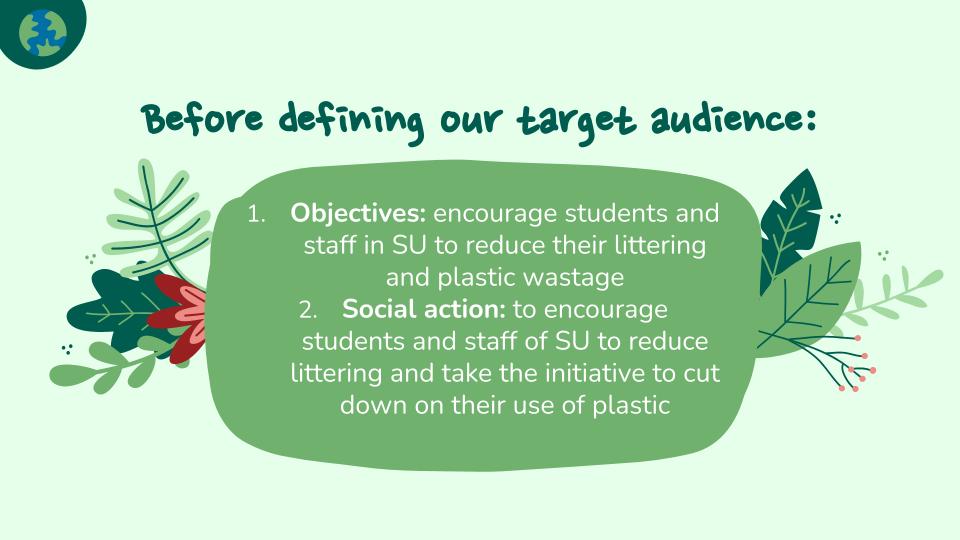 Before defining our target audience:
1. Objectives: encourage students and
staff in SU to reduce their littering
and plastic wastage
2. Social action: to encourage
students and staff of SU to reduce
littering and take the initiative to cut
down on their use of plastic